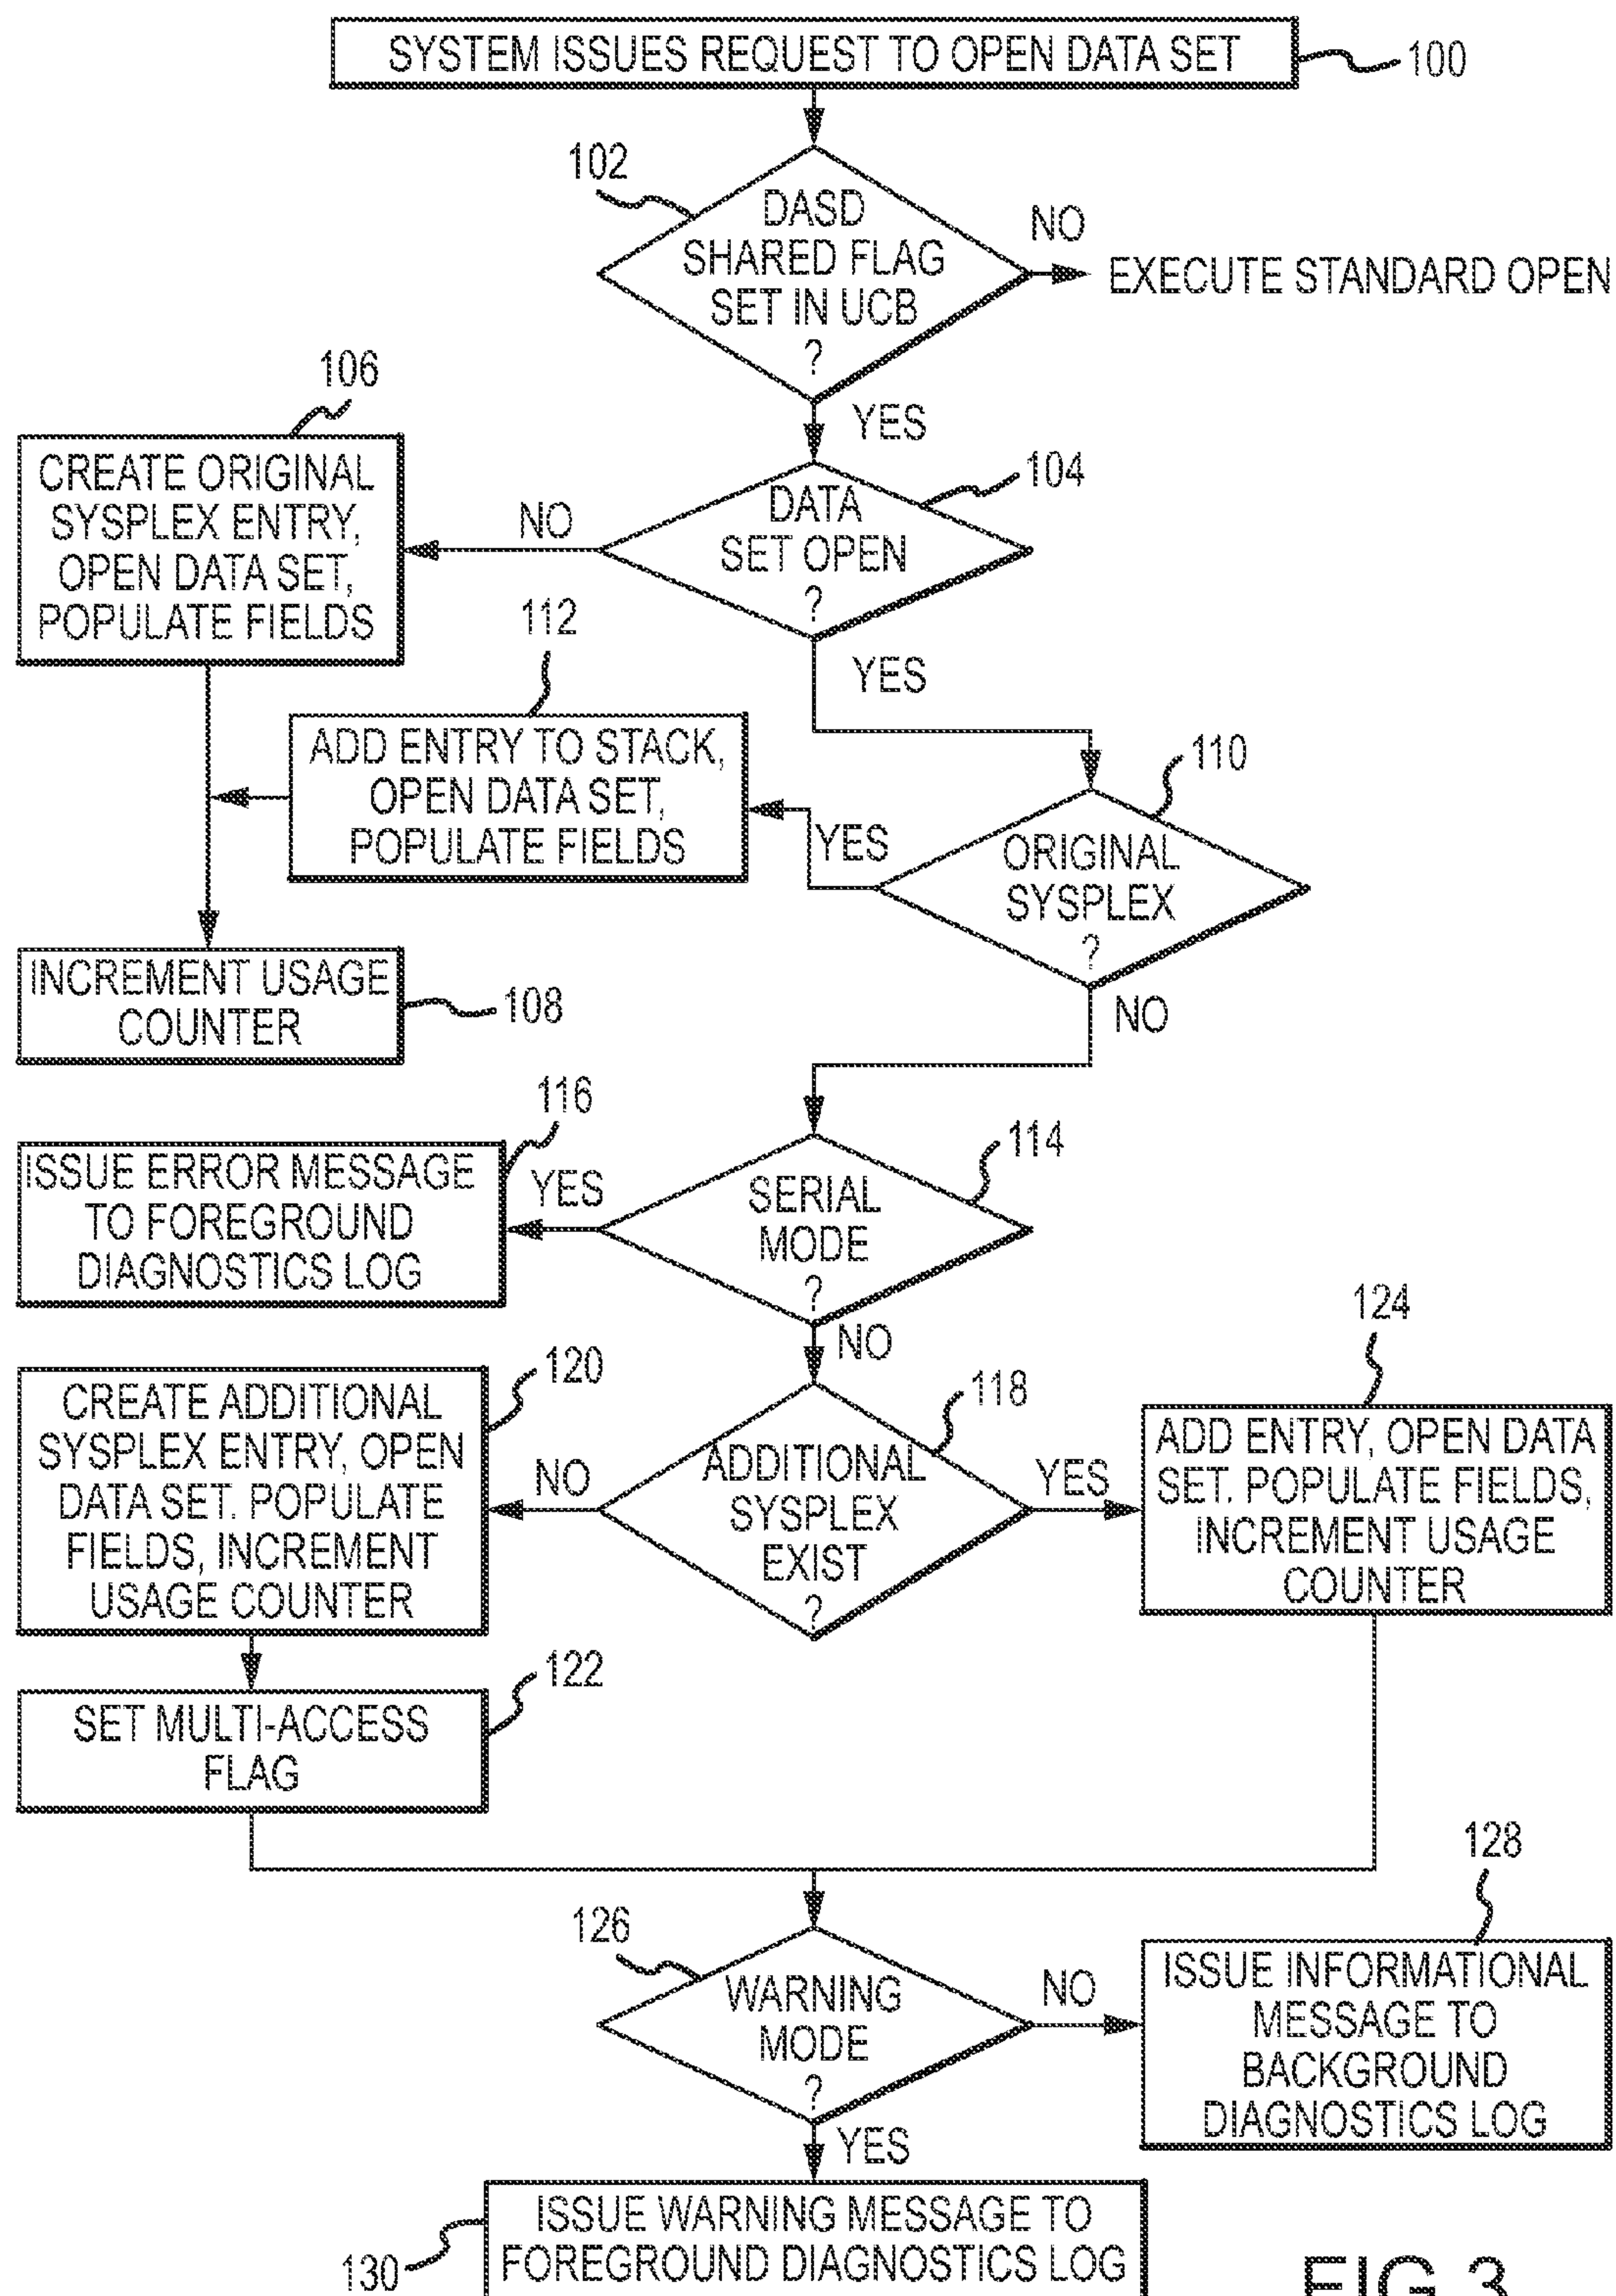 SYSTEM ISSUES REQUEST TO OPEN DATA SET
100
102
DASD
SHARED FLAG
SET IN UCB
?
NO
EXECUTE STANDARD OPEN
YES
106
CREATE ORIGINAL
SYSPLEX ENTRY,
OPEN DATA SET,
POPULATE FIELDS
NO
104
DATA
SET OPEN
?
YES
112
ADD ENTRY TO STACK,
OPEN DATA SET,
POPULATE FIELDS
YES
110
ORIGINAL
SYSPLEX
?
NO
INCREMENT USAGE
COUNTER
108
116
ISSUE ERROR MESSAGE
TO FOREGROUND
DIAGNOSTICS LOG
YES
114
SERIAL
MODE
?
NO
120
CREATE ADDITIONAL
SYSPLEX ENTRY, OPEN
DATA SET. POPULATE
FIELDS, INCREMENT
USAGE COUNTER
NO
118
ADDITIONAL
SYSPLEX
EXIST
?
YES
124
ADD ENTRY, OPEN DATA
SET. POPULATE FIELDS,
INCREMENT USAGE
COUNTER
122
SET MULTI-ACCESS
FLAG
126
WARNING
MODE
?
NO
128
ISSUE INFORMATIONAL
MESSAGE TO
BACKGROUND
DIAGNOSTICS LOG
YES
ISSUE WARNING MESSAGE TO
FOREGROUND DIAGNOSTICS LOG
130
FIG.3